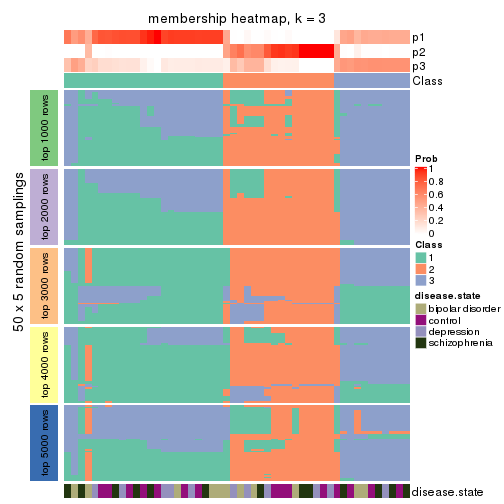 membership heatmap, k = 3
p1
p2
p3
Class
50 x 5 random samplings
top 1000 rows
top 2000 rows
top 3000 rows
top 4000 rows
top 5000 rows
Prob
1
0.8
0.6
0.4
0.2
0
Class
1
2
3
disease.state
bipolar disorder
control
depression
schizophrenia
disease.state